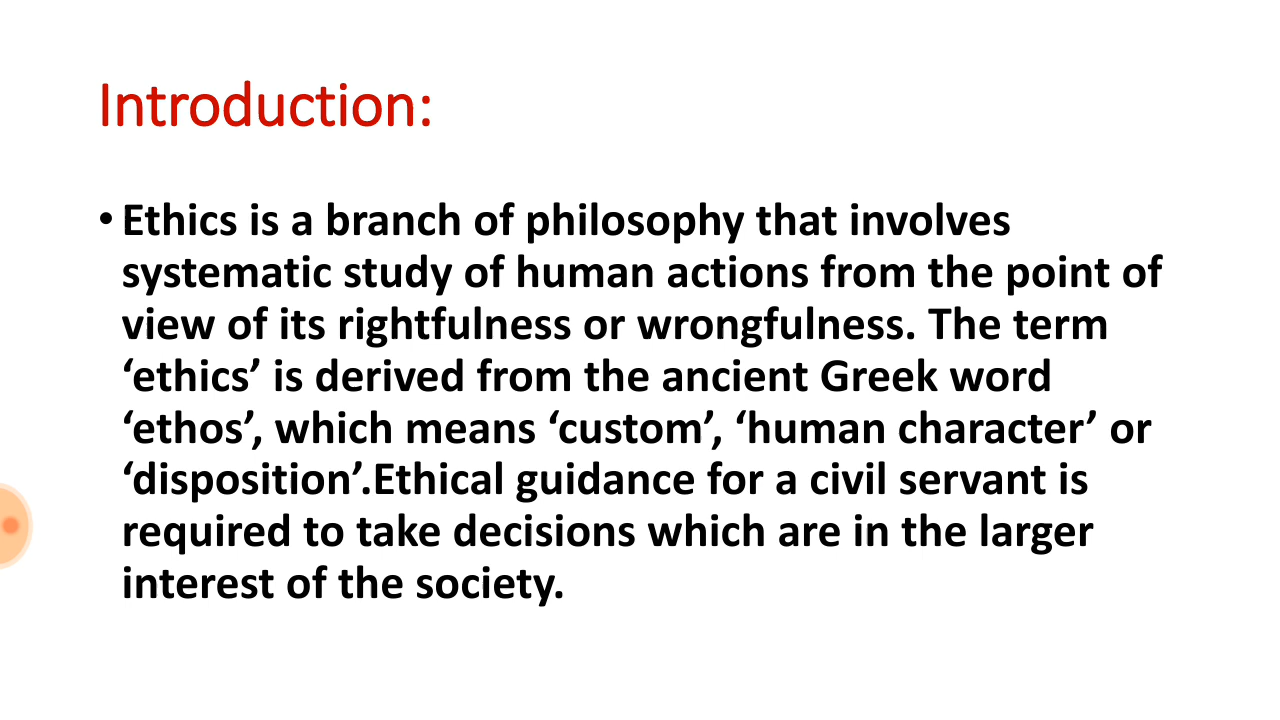 Introduction:
• Ethics is a branch of philosophy that involves
systematic study of human actions from the point of
view of its rightfulness or wrongfulness. The term
‘ethics’ is derived from the ancient Greek word
‘ethos’, which means ‘custom’, ‘human character’ or
‘disposition’.Ethical guidance for a civil servant is
required to take decisions which are in the larger
interest of the society.